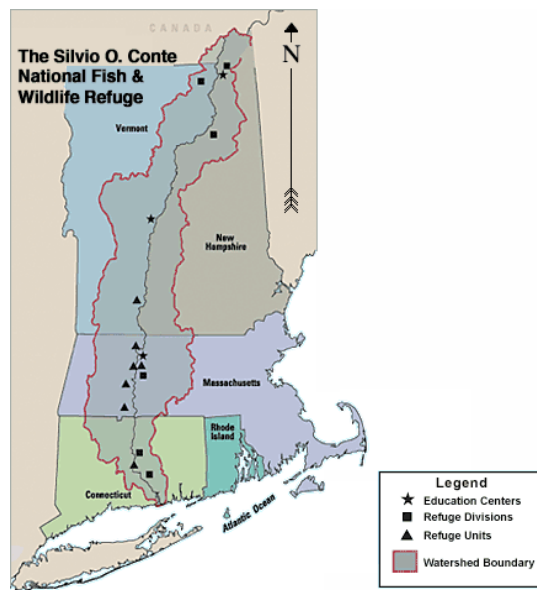 CANADA
The Silvio O. Conte
National Fish &
Wildlife Refuge
N
Vermont
New
Hampshire
Massachusetts
Rhode
Island
Connecticut
Atlantic Ocean
Legend
Education Centers
Refuge Divisions
Refuge Units
Watershed Boundary